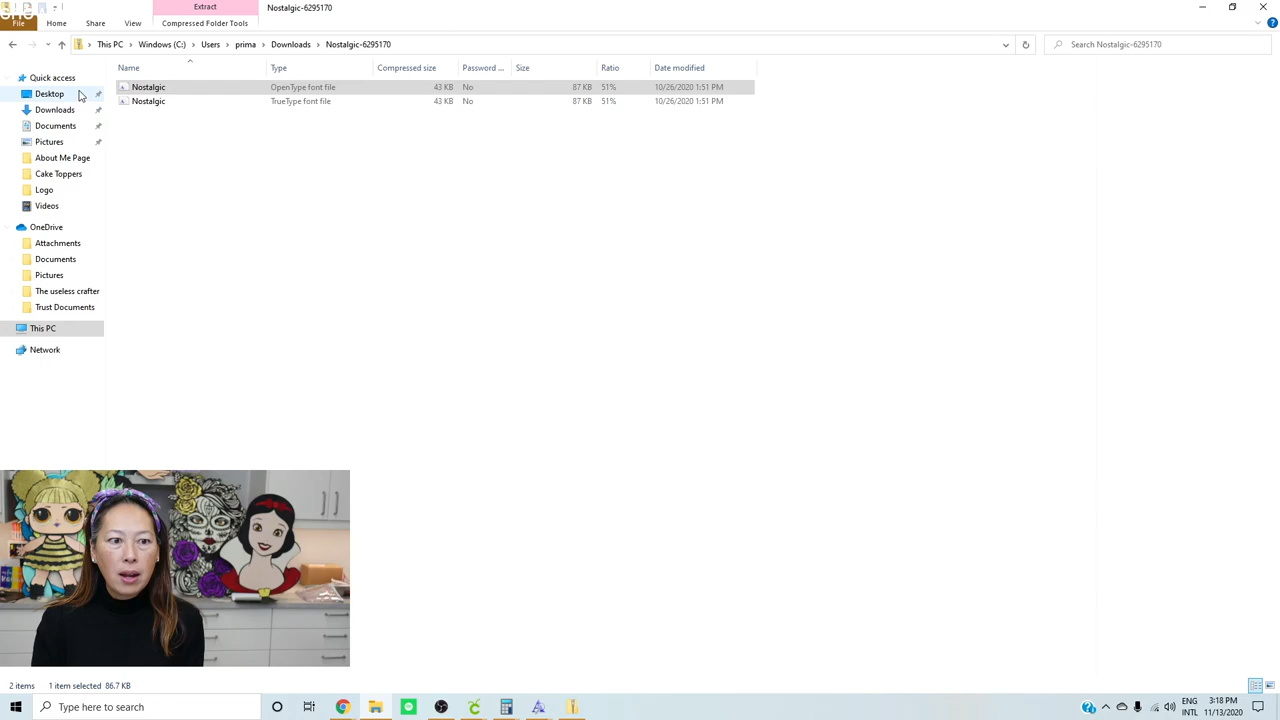 Extract
Nostalgic-6295170
File
Home
Share
View
Compressed Folder Tools
This PC
Windows (C:)
Users
prima
Downloads
Nostalgic-6295170
Search Nostalgic-6295170
Name
Type
Compressed size
Password ...
Size
Ratio
Date modified
Nostalgic OpenType font file 43 KB No 87 KB 51% 10/26/2020 1:51 PM
Nostalgic TrueType font file 43 KB No 87 KB 51% 10/26/2020 1:51 PM
Quick access
Desktop
Downloads
Documents
Pictures
About Me Page
Cake Toppers
Logo
Videos
OneDrive
Attachments
Documents
Pictures
The useless crafter
Trust Documents
This PC
Network
2 items 1 item selected 86.7 KB
Type here to search
ENG
INTL
3:18 PM
11/13/2020